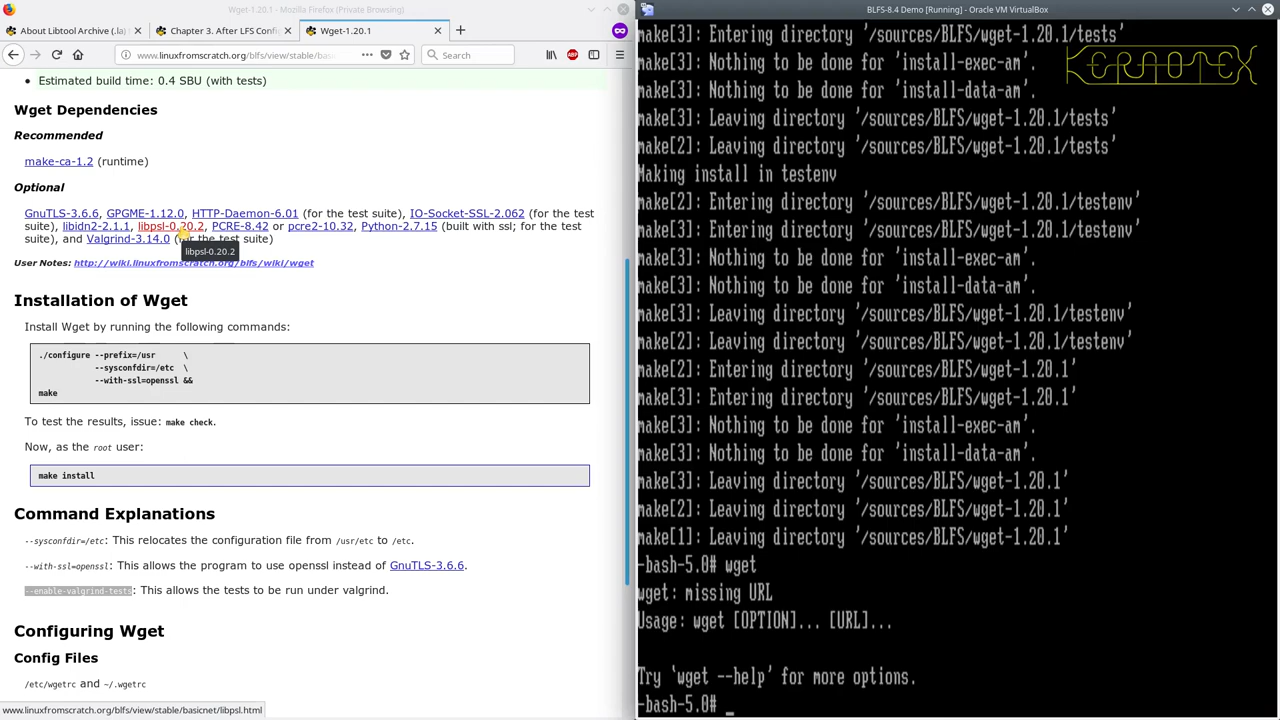 Wget-1.20.1 - Mozilla Firefox (Private Browsing)
About Libtool Archive (.la)
Chapter 3. After LFS Confi
Wget-1.20.1
www.linuxfromscratch.org/blfs/view/stable/bas
Search
ABP
Estimated build time: 0.4 SBU (with tests)
Wget Dependencies
Recommended
make-ca-1.2 (runtime)
Optional
GnuTLS-3.6.6, GPGME-1.12.0, HTTP-Daemon-6.01 (for the test suite), IO-Socket-SSL-2.062 (for the test
suite), libidn2-2.1.1, libpsl-0.20.2, PCRE-8.42 or pcre2-10.32, Python-2.7.15 (built with ssl; for the test
suite), and Valgrind-3.14.0 (for the test suite)
libpsl-0.20.2
User Notes: http://wiki.linuxfromscratch.org/blfs/wiki/wget
Installation of Wget
Install Wget by running the following commands:
./configure --prefix=/usr \
--sysconfdir=/etc \
--with-ssl=openssl &&
make
To test the results, issue: make check.
Now, as the root user:
make install
Command Explanations
--sysconfdir=/etc: This relocates the configuration file from /usr/etc to /etc.
--with-ssl=openssl: This allows the program to use openssl instead of GnuTLS-3.6.6.
--enable-valgrind-tests: This allows the tests to be run under valgrind.
Configuring Wget
Config Files
/etc/wgetrc and ~/.wgetrc
www.linuxfromscratch.org/blfs/view/stable/basicnet/libpsl.html
BLFS-8.4 Demo [Running] - Oracle VM VirtualBox
KERNOTEX
make[3]: Entering directory '/sources/BLFS/wget-1.20.1/tests'
make[3]: Nothing to be done for 'install-exec-am'.
make[3]: Nothing to be done for 'install-data-am'.
make[3]: Leaving directory '/sources/BLFS/wget-1.20.1/tests'
make[2]: Leaving directory '/sources/BLFS/wget-1.20.1/tests'
Making install in testenv
make[2]: Entering directory '/sources/BLFS/wget-1.20.1/testenv'
make[3]: Entering directory '/sources/BLFS/wget-1.20.1/testenv'
make[3]: Nothing to be done for 'install-exec-am'.
make[3]: Nothing to be done for 'install-data-am'.
make[3]: Leaving directory '/sources/BLFS/wget-1.20.1/testenv'
make[2]: Leaving directory '/sources/BLFS/wget-1.20.1/testenv'
make[2]: Entering directory '/sources/BLFS/wget-1.20.1'
make[3]: Entering directory '/sources/BLFS/wget-1.20.1'
make[3]: Nothing to be done for 'install-exec-am'.
make[3]: Nothing to be done for 'install-data-am'.
make[3]: Leaving directory '/sources/BLFS/wget-1.20.1'
make[2]: Leaving directory '/sources/BLFS/wget-1.20.1'
make[1]: Leaving directory '/sources/BLFS/wget-1.20.1'
-bash-5.0# wget
wget: missing URL
Usage: wget [OPTION]... [URL]...
Try `wget --help' for more options.
-bash-5.0# _